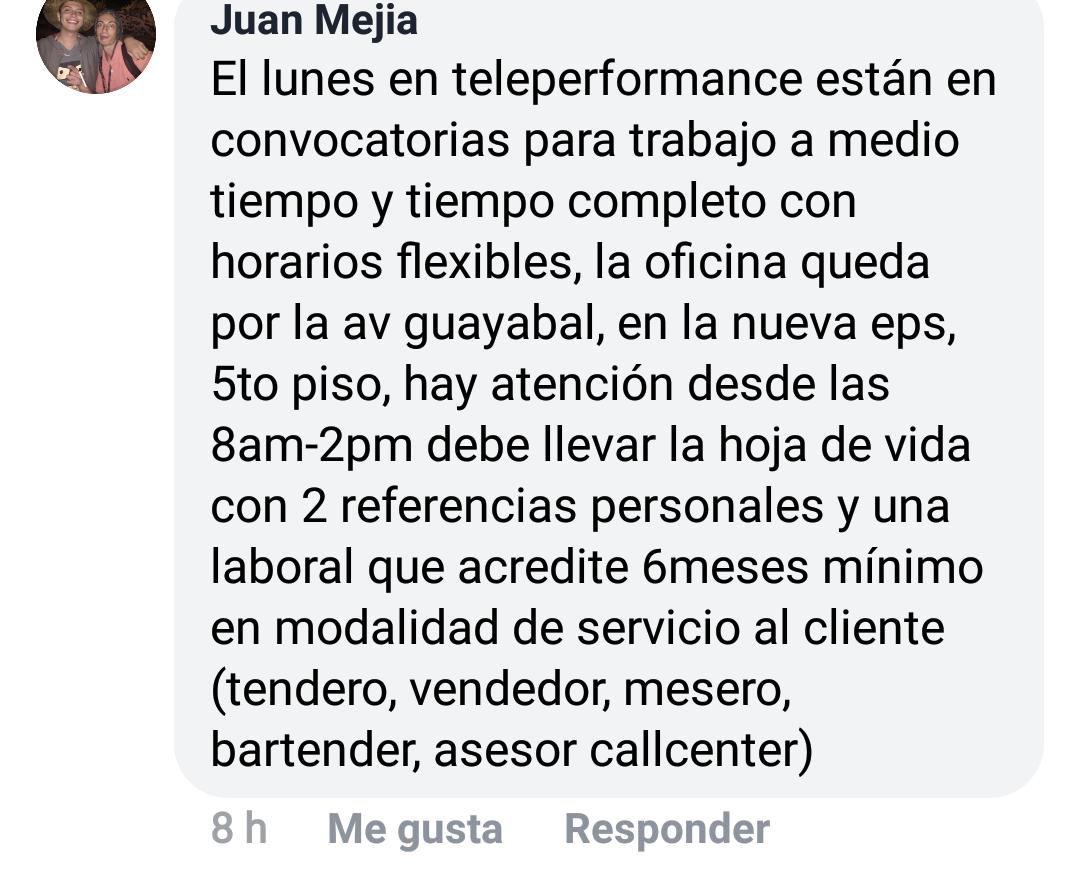 Juan Mejia
El lunes en teleperformance están en
convocatorias para trabajo a medio
tiempo y tiempo completo con
horarios flexibles, la oficina queda
por la av guayabal, en la nueva eps,
5to piso, hay atención desde las
8am-2pm debe llevar la hoja de vida
con 2 referencias personales y una
laboral que acredite 6meses mínimo
en modalidad de servicio al cliente
(tendero, vendedor, mesero,
bartender, asesor callcenter)
8 h Me gusta Responder